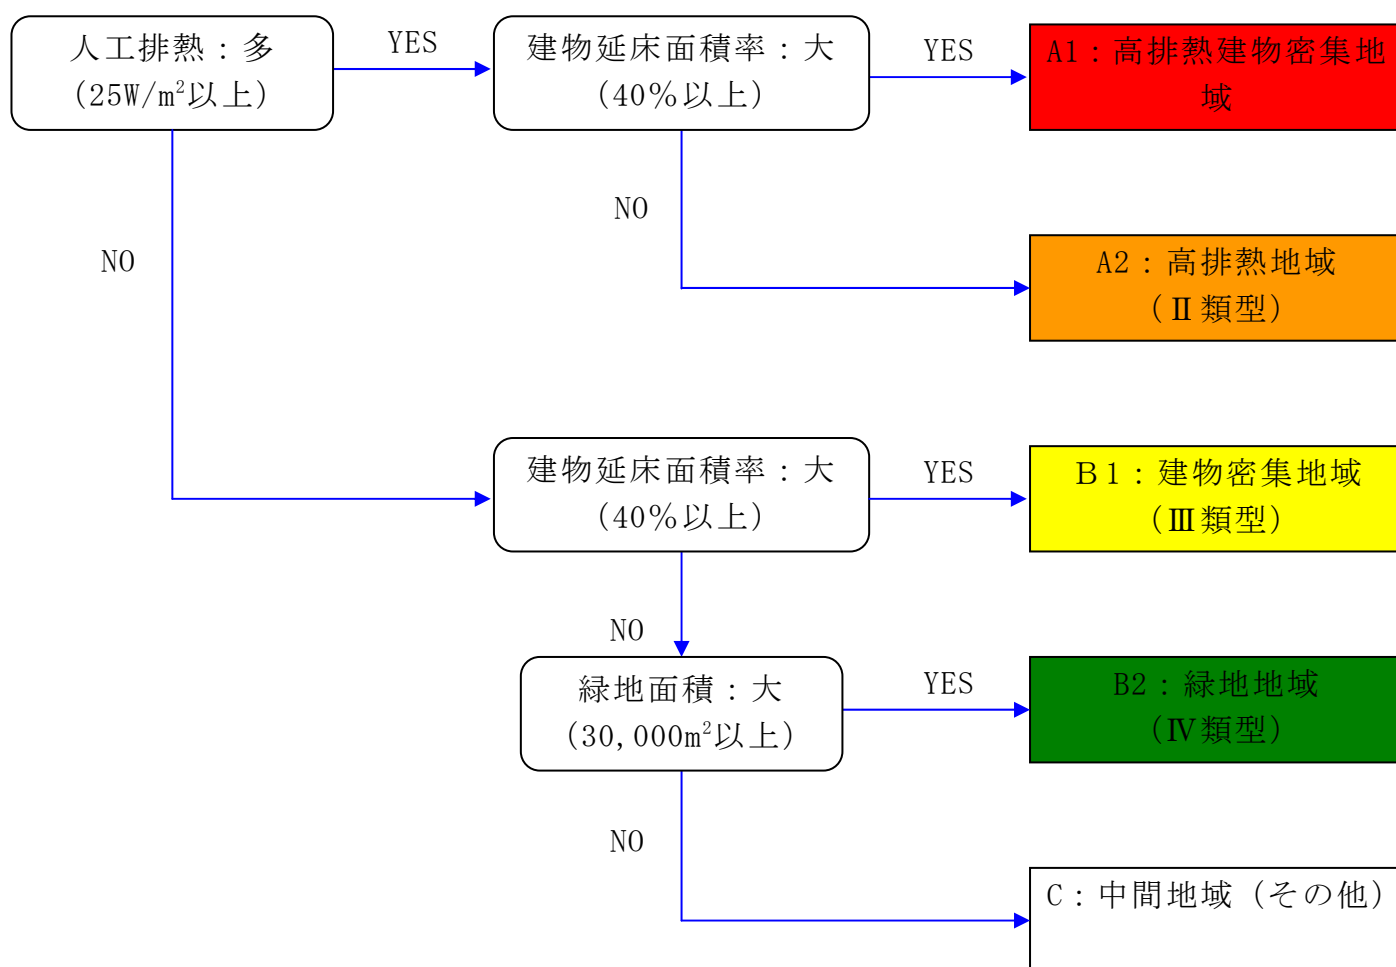 人工排熱：多
(25W/m²以上)
YES
建物延床面積率：大
(40％以上)
YES
A1：高排熱建物密集地
域
NO
NO
A2：高排熱地域
(Ⅱ類型)
建物延床面積率：大
(40％以上)
YES
Ｂ1：建物密集地域
(Ⅲ類型)
NO
緑地面積：大
(30,000m²以上)
YES
B2：緑地地域
(Ⅳ類型)
NO
C：中間地域（その他）